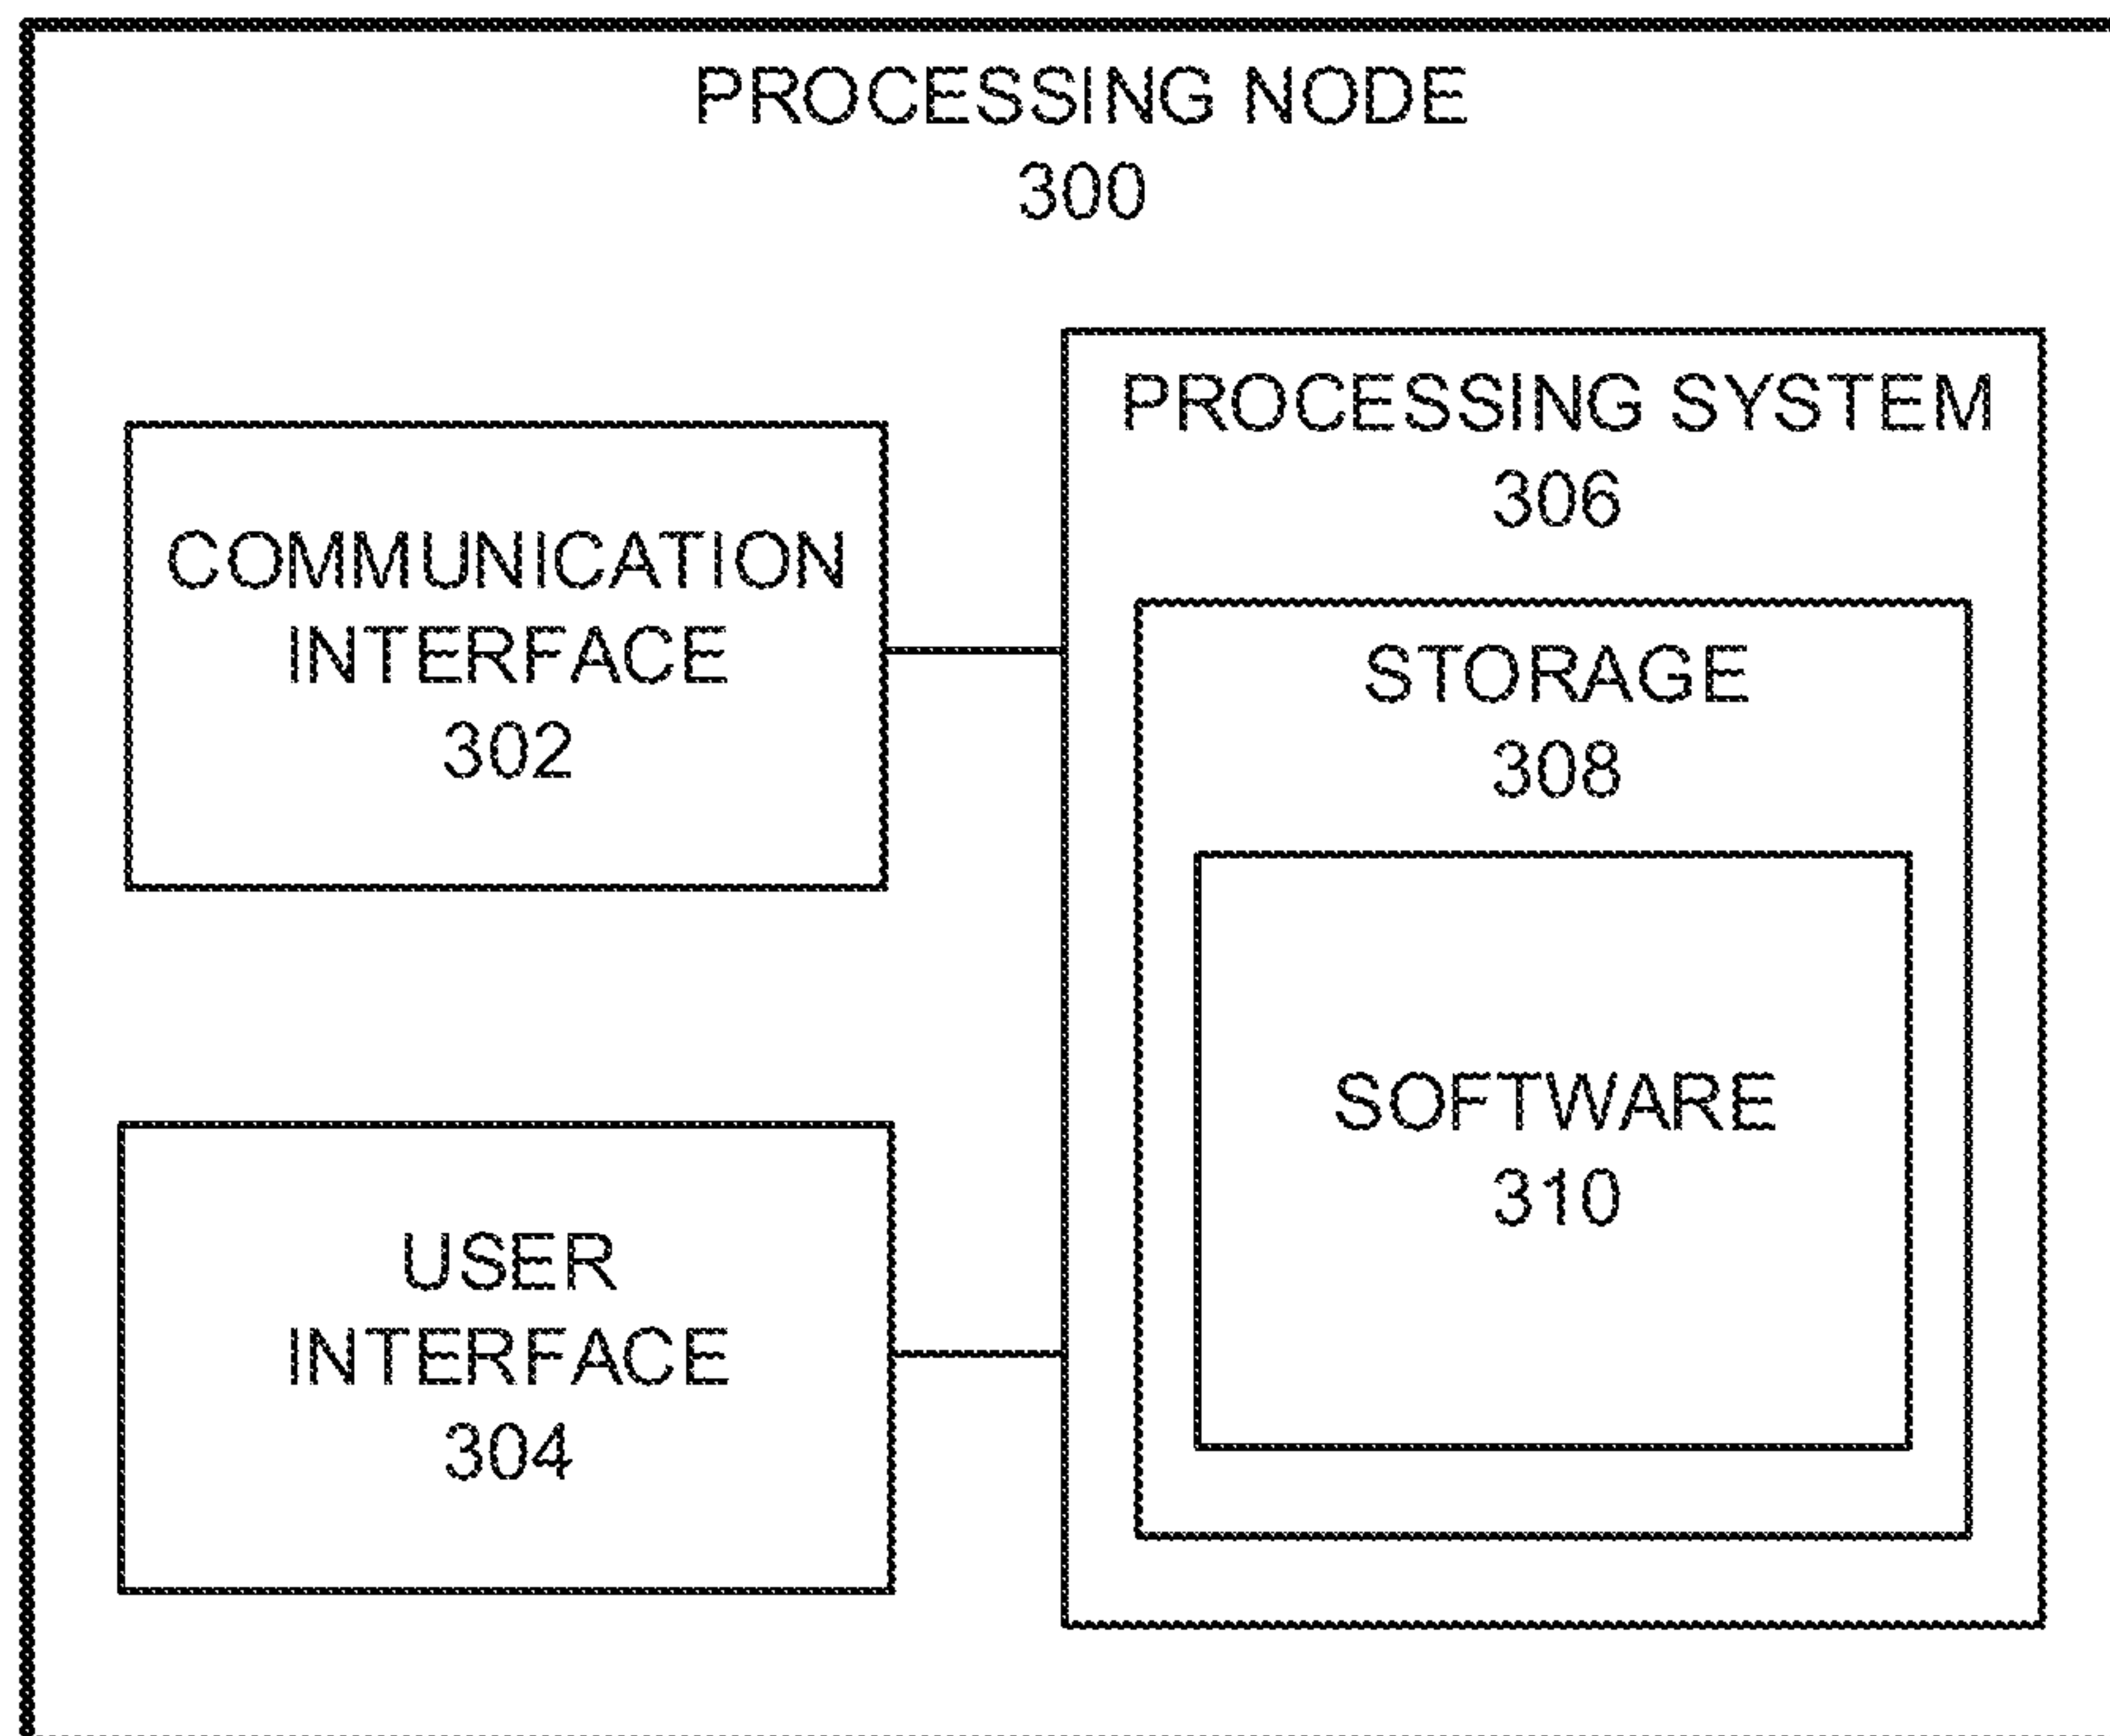 PROCESSING NODE
300
COMMUNICATION
INTERFACE
302
USER
INTERFACE
304
PROCESSING SYSTEM
306
STORAGE
308
SOFTWARE
310